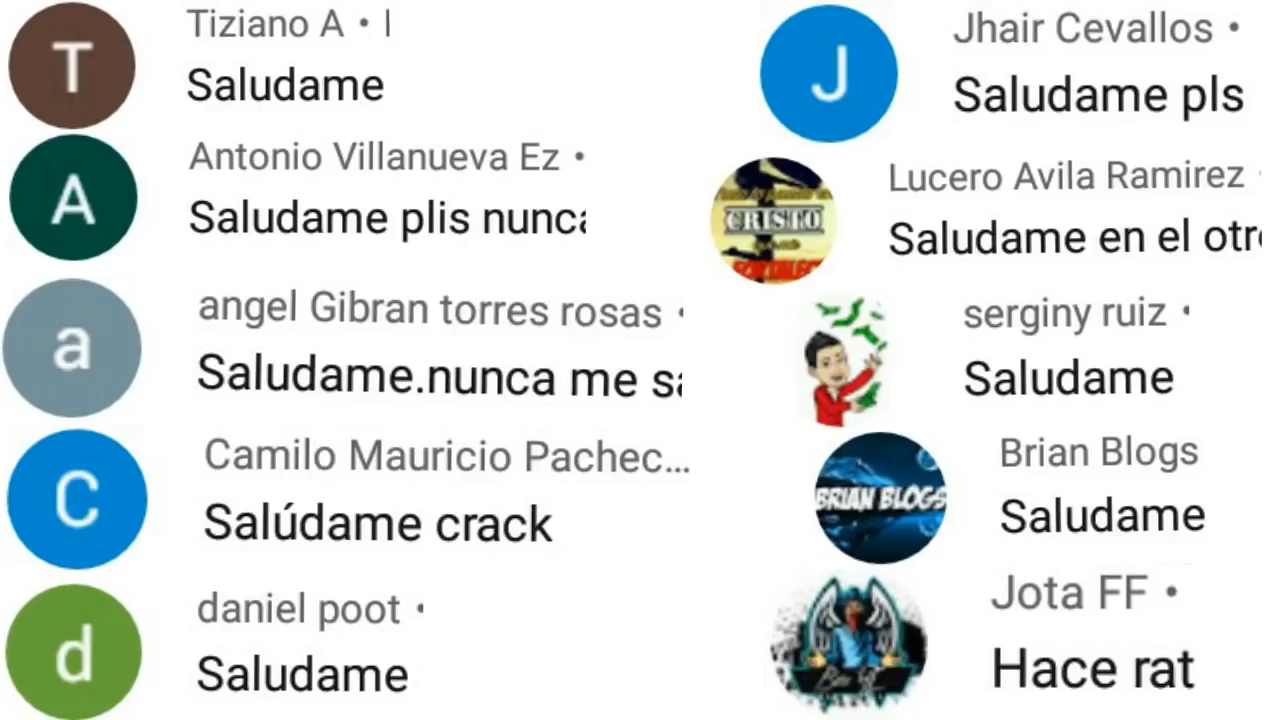 T
Tiziano A •
Saludame
A
Antonio Villanueva Ez •
Saludame plis nunca
a
angel Gibran torres rosas •
Saludame.nunca me sa
C
Camilo Mauricio Pachec...
Salúdame crack
d
daniel poot •
Saludame
J
Jhair Cevallos •
Saludame pls
CRISTO
Lucero Avila Ramirez
Saludame en el otro
serginy ruiz •
Saludame
BRIAN BLOGS
Brian Blogs
Saludame
Jota FF •
Hace rat